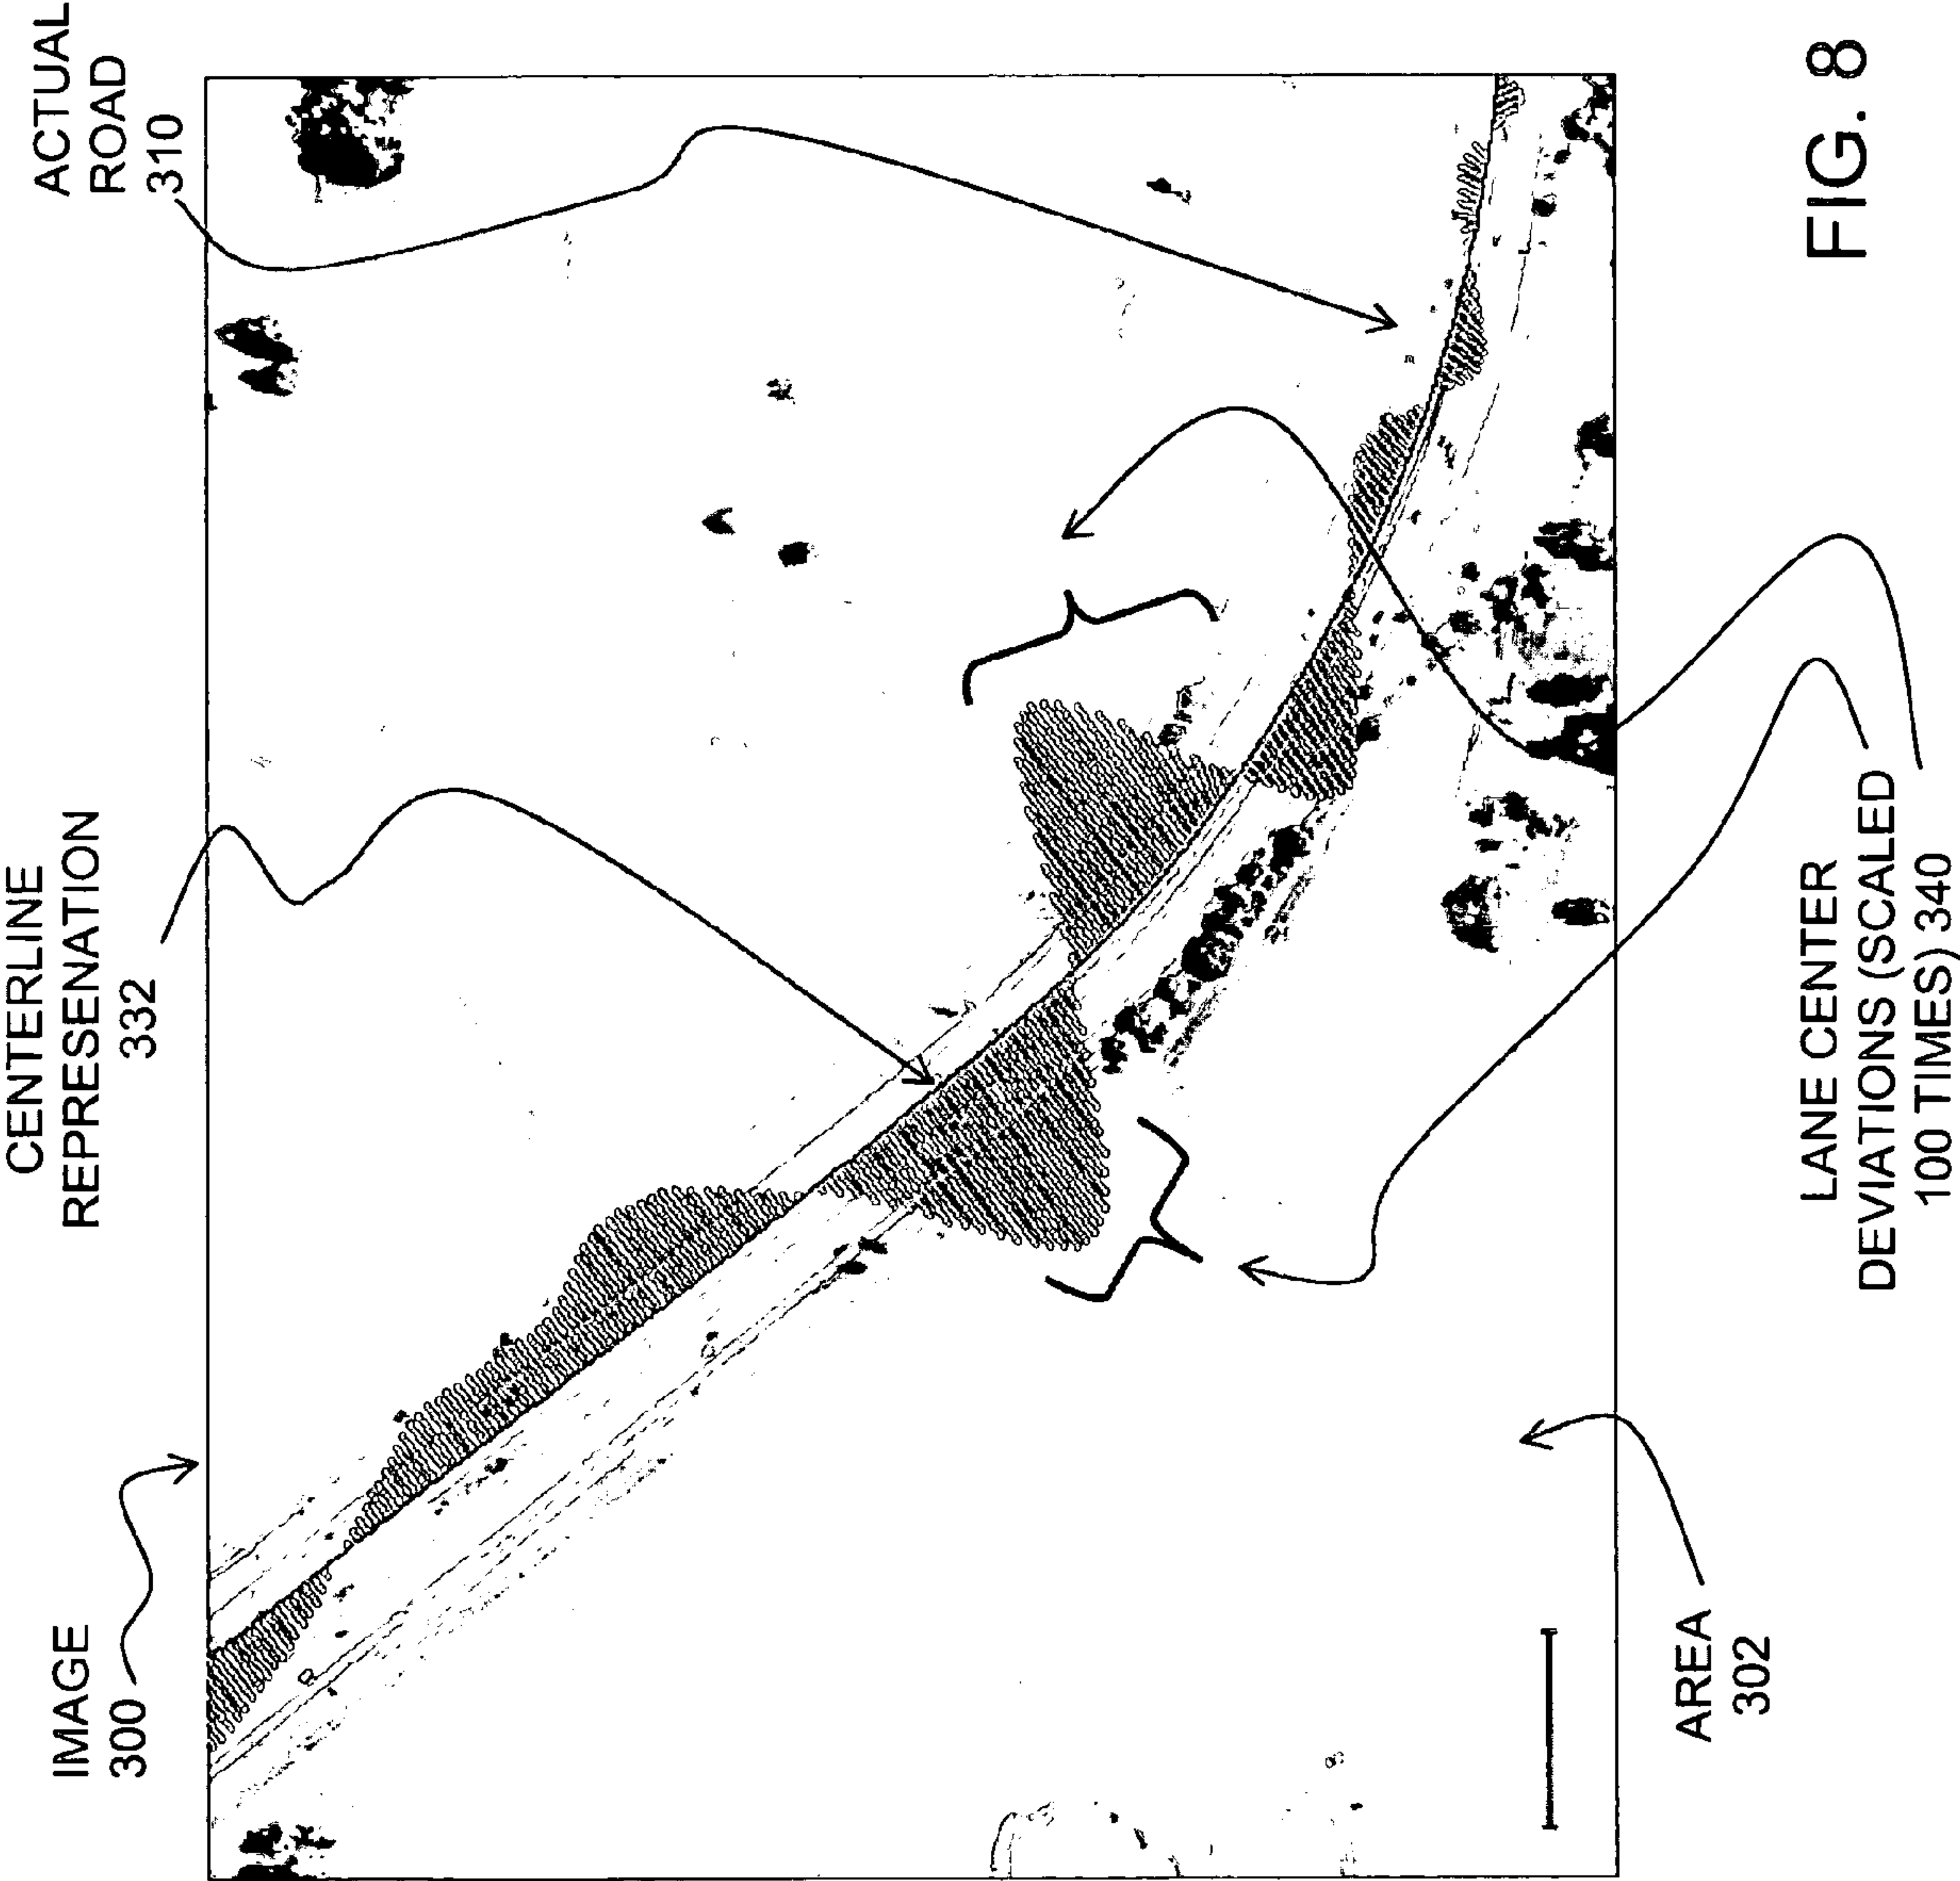 IMAGE
300
CENTERLINE
REPRESENATION
332
ACTUAL
ROAD
310
AREA
302
LANE CENTER
DEVIATIONS (SCALED
100 TIMES) 340
FIG. 8